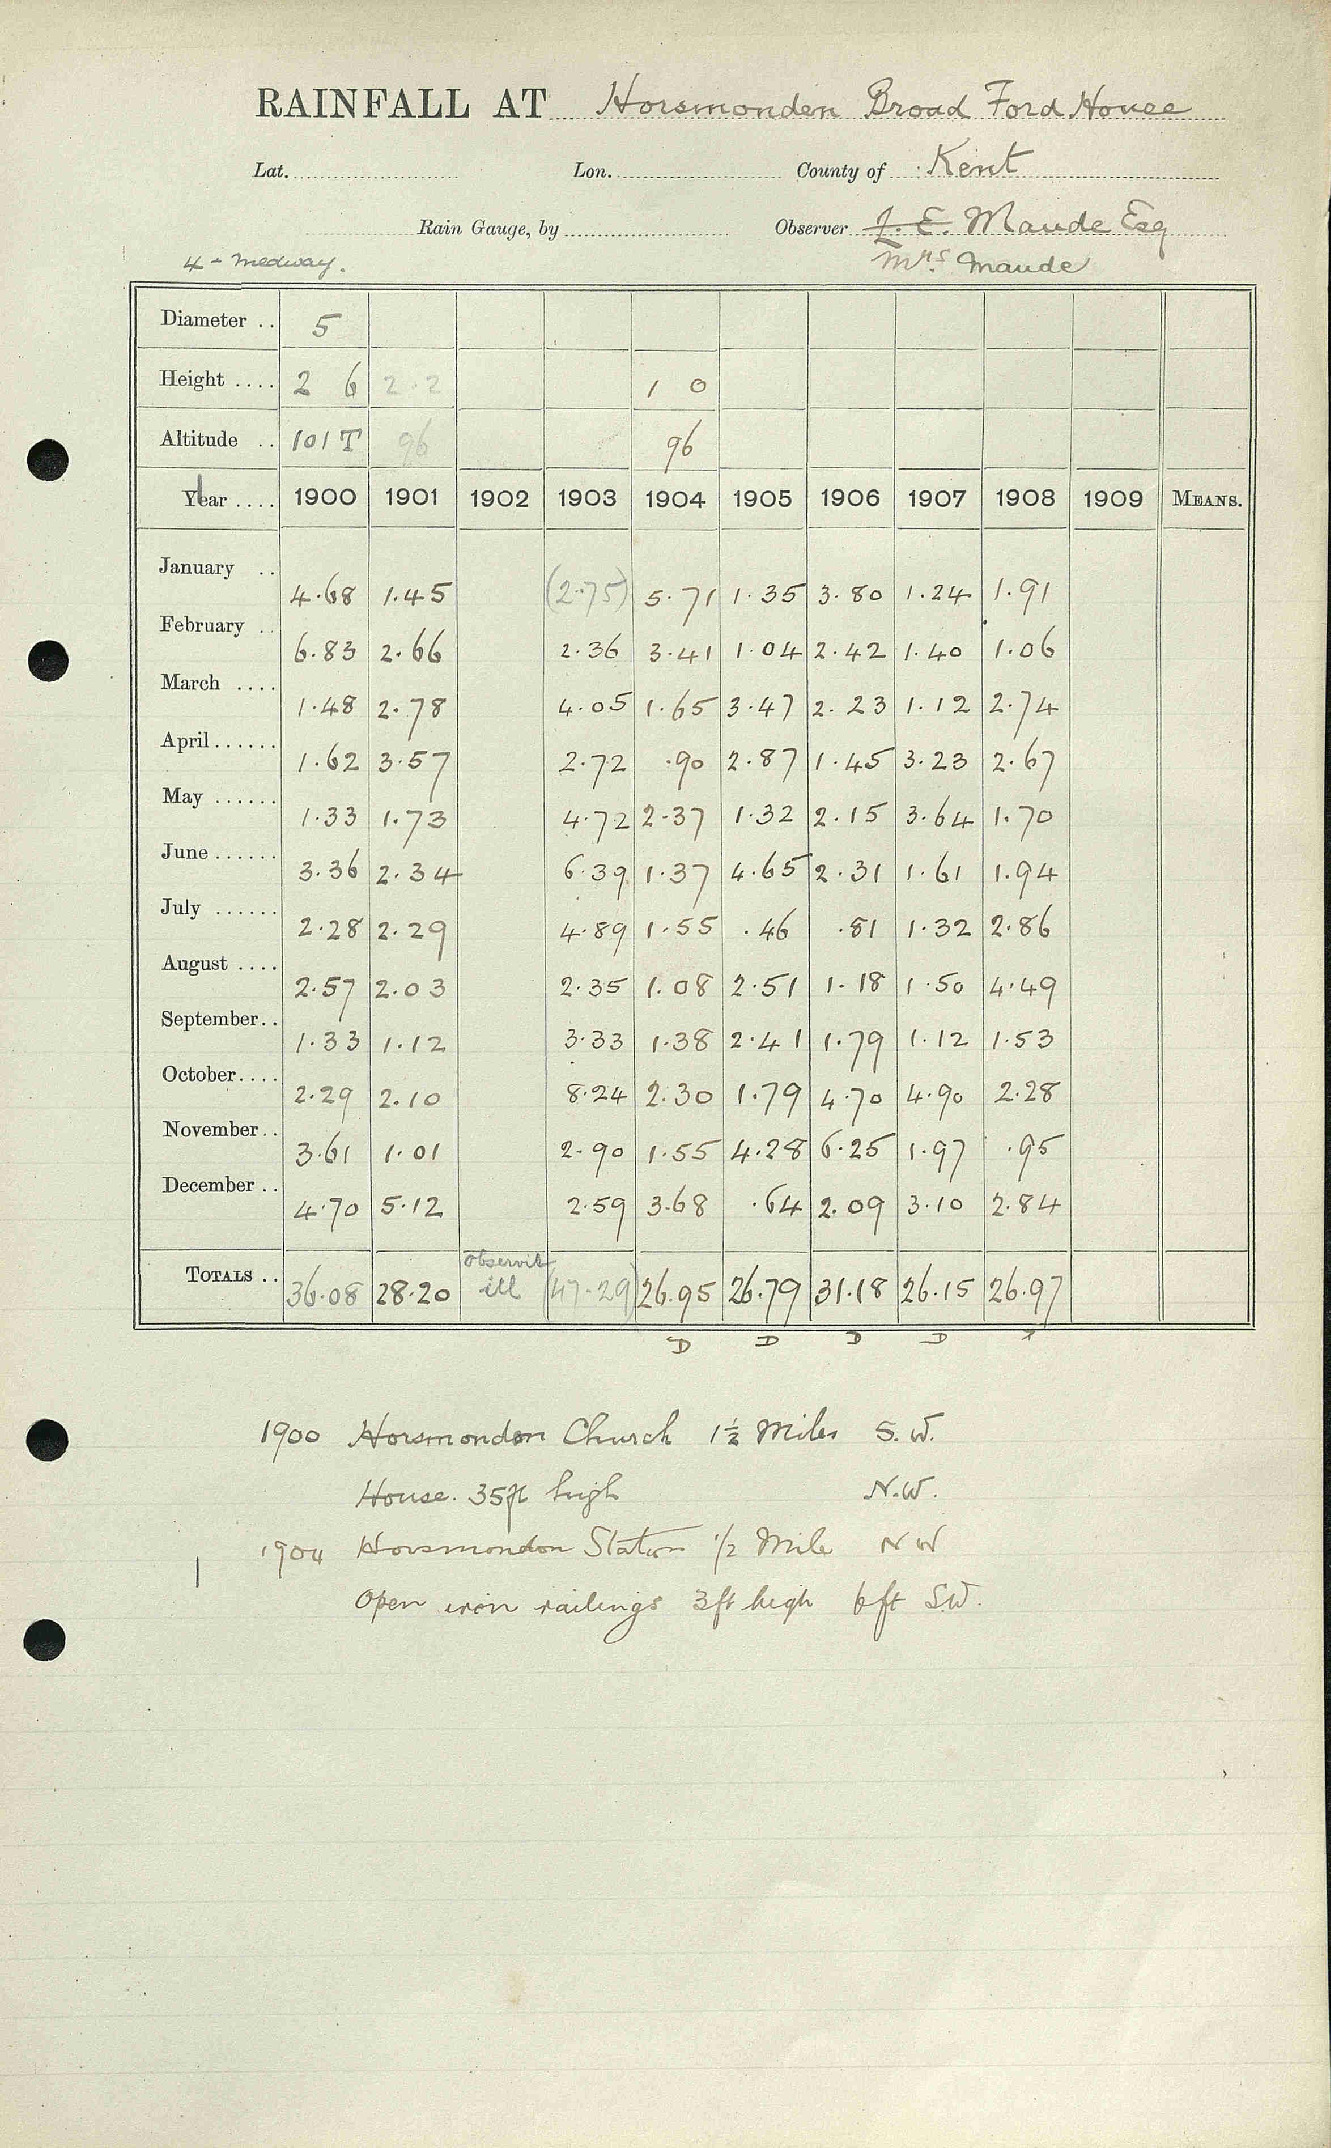 RAINFALL AT Horsmonden Broad Ford House
Lat. Lon. County of Kent
Rain Gauge, by Observer J. E. Maude Esq
4 - Medway. Mrs. Maude
Diameter .. 5
Height .... 2 6 2.2 1 0
Altitude .. 101 T 96 96
Year .... 1900 1901 1902 1903 1904 1905 1906 1907 1908 1909 MEANS.
January .. 4.68 1.45 (2.75) 5.71 1.35 3.80 1.24 1.91
February .. 6.83 2.66 2.36 3.41 1.04 2.42 1.40 1.06
March .... 1.48 2.78 4.05 1.65 3.47 2.23 1.12 2.74
April...... 1.62 3.57 2.72 .90 2.87 1.45 3.23 2.67
May ...... 1.33 1.73 4.72 2.37 1.32 2.15 3.64 1.70
June...... 3.36 2.34 6.39 1.37 4.65 2.31 1.61 1.94
July ...... 2.28 2.29 4.89 1.55 .46 .81 1.32 2.86
August .... 2.57 2.03 2.35 1.08 2.51 1.18 1.50 4.49
September.. 1.33 1.12 3.33 1.38 2.41 1.79 1.12 1.53
October.... 2.29 2.10 8.24 2.30 1.79 4.70 4.90 2.28
November.. 3.61 1.01 2.90 1.55 4.28 6.25 1.97 .95
December .. 4.70 5.12 2.59 3.68 .64 2.09 3.10 2.84
TOTALS .. 36.08 28.20 ill (47.29) 26.95 26.79 31.18 26.15 26.97
D D D D
1900 Horsmonden Church 1½ Miles S.W.
House. 35ft high N.W.
1904 Horsmondon Station 1/2 Mile NW
Open iron railings 3ft high 6ft S.W.